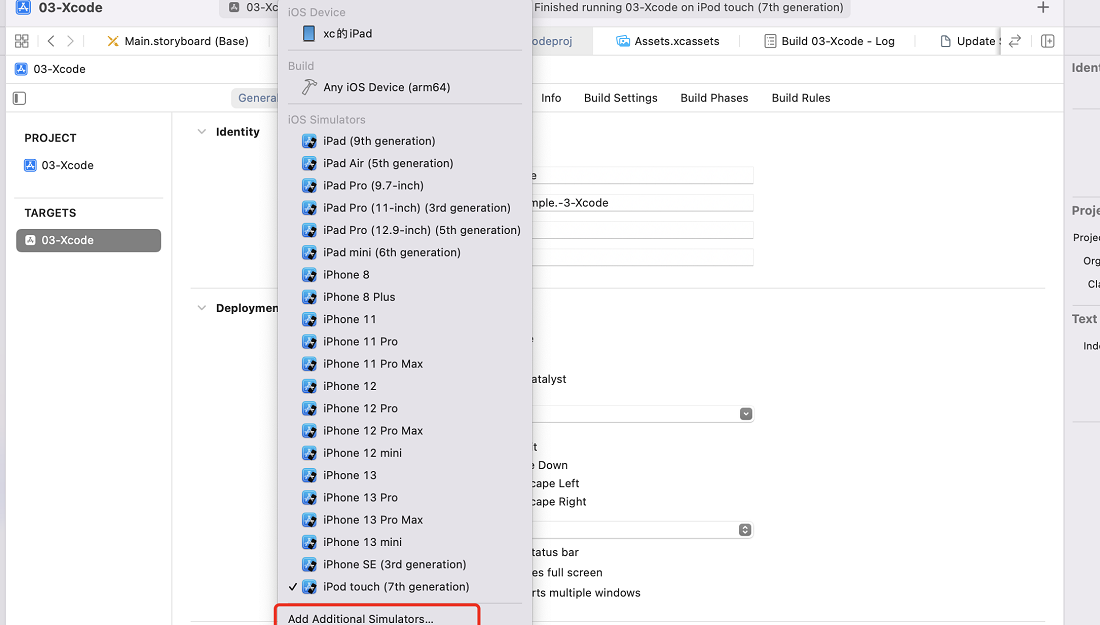 03-Xcode
03-Xc
Finished running 03-Xcode on iPod touch (7th generation)
Main.storyboard (Base)
odeproj
Assets.xcassets
Build 03-Xcode - Log
Update
03-Xcode
General
Info
Build Settings
Build Phases
Build Rules
PROJECT
03-Xcode
TARGETS
03-Xcode
Identity
e
mple.-3-Xcode
Deploymen
iOS Device
xc的 iPad
Build
Any iOS Device (arm64)
iOS Simulators
iPad (9th generation)
iPad Air (5th generation)
iPad Pro (9.7-inch)
iPad Pro (11-inch) (3rd generation)
iPad Pro (12.9-inch) (5th generation)
iPad mini (6th generation)
iPhone 8
iPhone 8 Plus
iPhone 11
iPhone 11 Pro
iPhone 11 Pro Max
iPhone 12
iPhone 12 Pro
iPhone 12 Pro Max
iPhone 12 mini
iPhone 13
iPhone 13 Pro
iPhone 13 Pro Max
iPhone 13 mini
iPhone SE (3rd generation)
iPod touch (7th generation)
Add Additional Simulators...
atalyst
t
e Down
cape Left
cape Right
tatus bar
es full screen
rts multiple windows
Ident
Proje
Projec
Org
Cla
Text
Inde